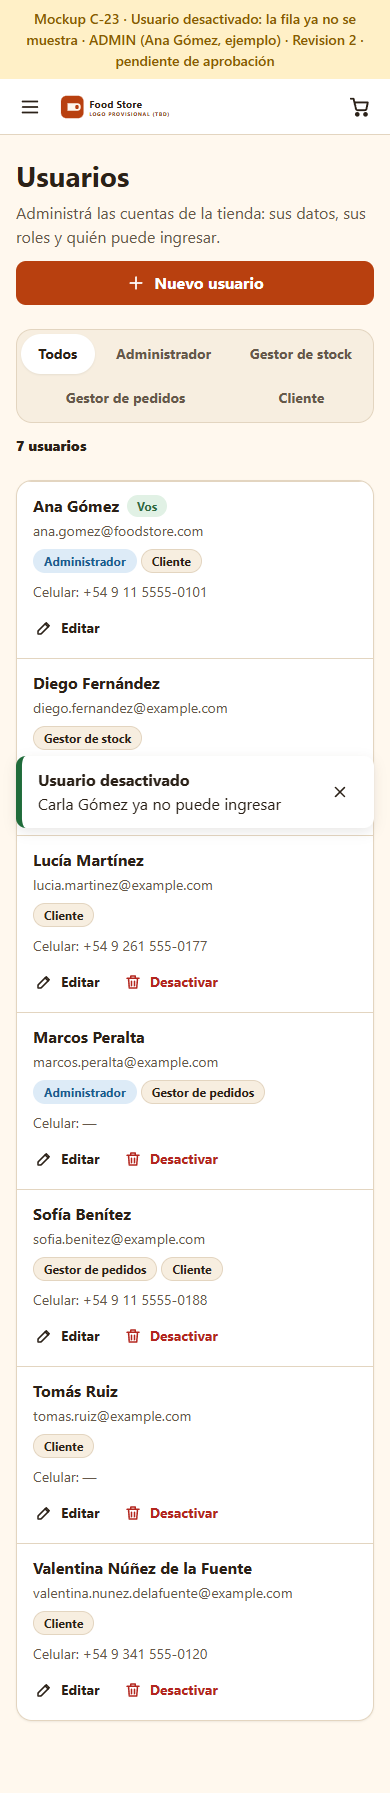 Mockup C-23 · Usuario desactivado: la fila ya no se
muestra · ADMIN (Ana Gómez, ejemplo) · Revision 2 ·
pendiente de aprobación
Food Store
LOGO PROVISIONAL (TBD)
Usuarios
Administrá las cuentas de la tienda: sus datos, sus
roles y quién puede ingresar.
Nuevo usuario
Todos Administrador Gestor de stock
Gestor de pedidos Cliente
7 usuarios
Ana Gómez Vos
ana.gomez@foodstore.com
Administrador Cliente
Celular: +54 9 11 5555-0101
Editar
Diego Fernández
diego.fernandez@example.com
Gestor de stock
Usuario desactivado
Carla Gómez ya no puede ingresar
Lucía Martínez
lucia.martinez@example.com
Cliente
Celular: +54 9 261 555-0177
Editar Desactivar
Marcos Peralta
marcos.peralta@example.com
Administrador Gestor de pedidos
Celular: —
Editar Desactivar
Sofía Benítez
sofia.benitez@example.com
Gestor de pedidos Cliente
Celular: +54 9 11 5555-0188
Editar Desactivar
Tomás Ruiz
tomas.ruiz@example.com
Cliente
Celular: —
Editar Desactivar
Valentina Núñez de la Fuente
valentina.nunez.delafuente@example.com
Cliente
Celular: +54 9 341 555-0120
Editar Desactivar